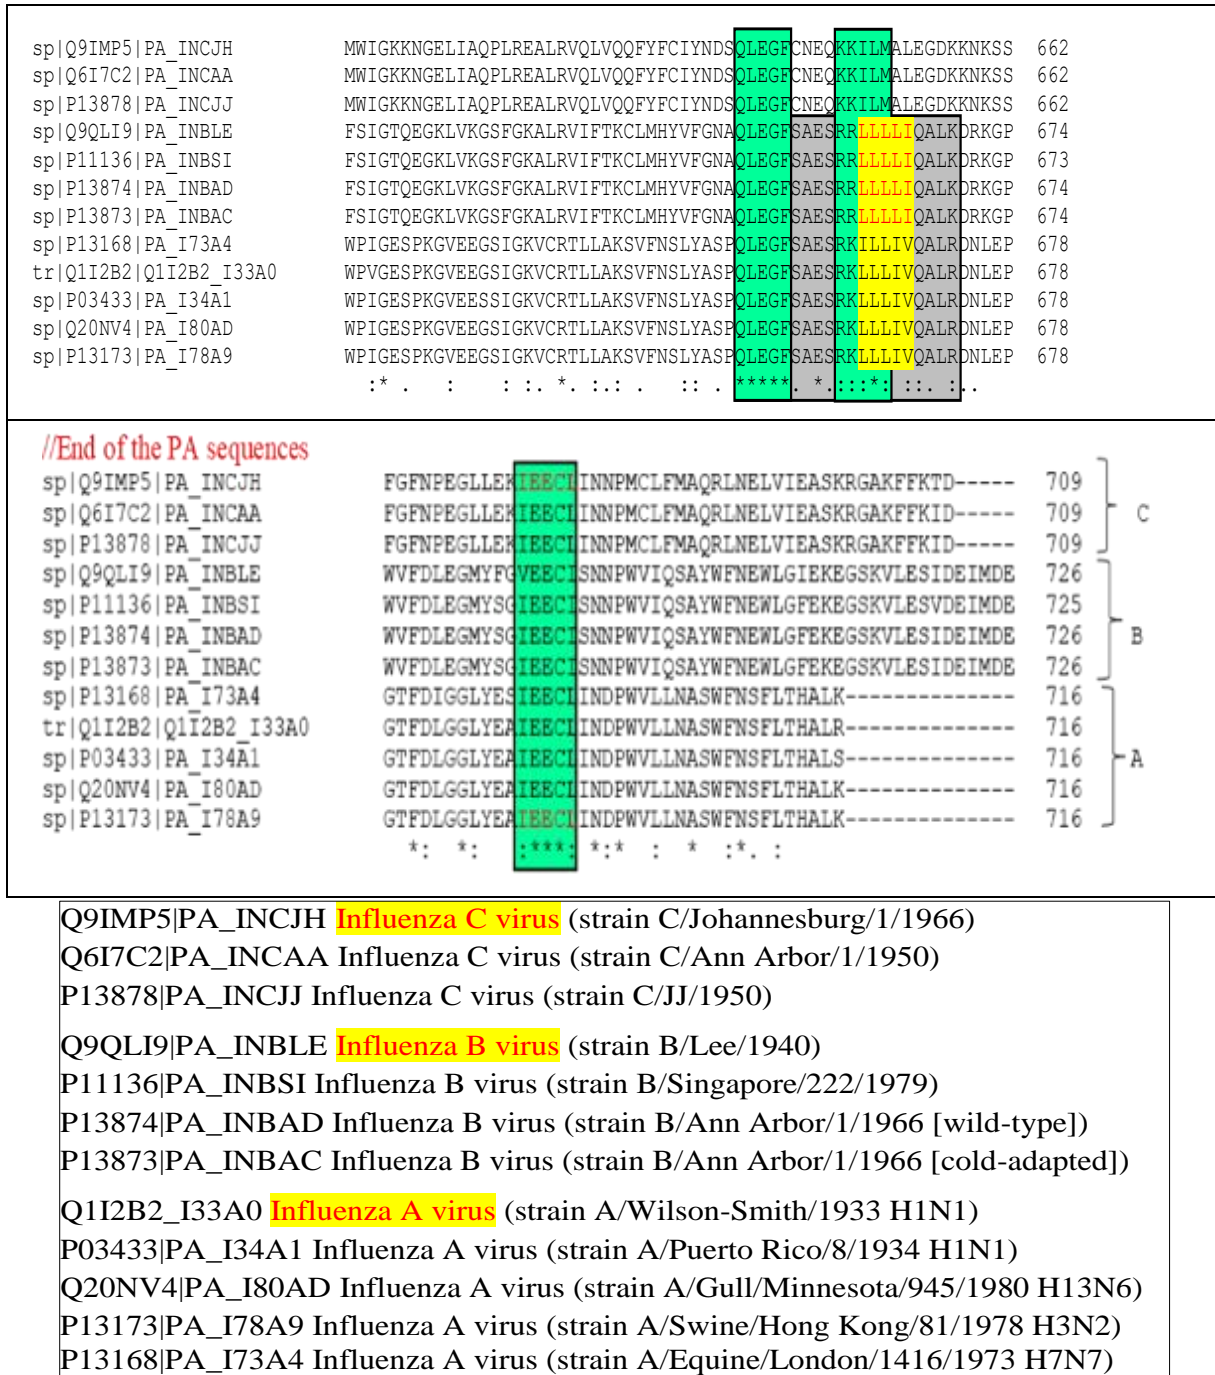 sp|Q9IMP5|PA_INCJH MWIGKKNGELIAQPLREALRVQLVQQFYFCIYNDSQLEGFCNEQKKILMALEGDKKNKSS 662
sp|Q6I7C2|PA_INCAA MWIGKKNGELIAQPLREALRVQLVQQFYFCIYNDSQLEGFCNEQKKILMALEGDKKNKSS 662
sp|P13878|PA_INCJJ MWIGKKNGELIAQPLREALRVQLVQQFYFCIYNDSQLEGFCNEQKKILMALEGDKKNKSS 662
sp|Q9QLI9|PA_INBLE FSIGTQEGKLVKGSFGKALRVIFTKCLMHYVFGNAQLEGFSAESRRLLLLIQALKDRKGP 674
sp|P11136|PA_INBSI FSIGTQEGKLVKGSFGKALRVIFTKCLMHYVFGNAQLEGFSAESRRLLLLIQALKDRKGP 673
sp|P13874|PA_INBAD FSIGTQEGKLVKGSFGKALRVIFTKCLMHYVFGNAQLEGFSAESRRLLLLIQALKDRKGP 674
sp|P13873|PA_INBAC FSIGTQEGKLVKGSFGKALRVIFTKCLMHYVFGNAQLEGFSAESRRLLLLIQALKDRKGP 674
sp|P13168|PA_I73A4 WPIGESPKGVEEGSIGKVCRTLLAKSVFNSLYASPQLEGFSAESRKILLIVQALRDNLEP 678
tr|Q1I2B2|Q1I2B2_I33A0 WPVGESPKGVEEGSIGKVCRTLLAKSVFNSLYASPQLEGFSAESRKLLLIVQALRDNLEP 678
sp|P03433|PA_I34A1 WPIGESPKGVEESSIGKVCRTLLAKSVFNSLYASPQLEGFSAESRKLLLIVQALRDNLEP 678
sp|Q20NV4|PA_I80AD WPIGESPKGVEEGSIGKVCRTLLAKSVFNSLYASPQLEGFSAESRKLLLIVQALRDNLEP 678
sp|P13173|PA_I78A9 WPIGESPKGVEEGSIGKVCRTLLAKSVFNSLYASPQLEGFSAESRKLLLIVQALRDNLEP 678
:* . : : :. *. :.: . :: . *****. *.:::*: ::. :..
//End of the PA sequences
sp|Q9IMP5|PA_INCJH FGFNPEGLLEKIEECLINNPMCLFMAQRLNELVIEASKRGAKFFKTD----- 709
sp|Q6I7C2|PA_INCAA FGFNPEGLLEKIEECLINNPMCLFMAQRLNELVIEASKRGAKFFKID----- 709
sp|P13878|PA_INCJJ FGFNPEGLLEKIEECLINNPMCLFMAQRLNELVIEASKRGAKFFKID----- 709
C
sp|Q9QLI9|PA_INBLE WVFDLEGMYFGVEECISNNPWVIQSAYWFNEWLGIEKEGSKVLESIDEIMDE 726
sp|P11136|PA_INBSI WVFDLEGMYSGIEECISNNPWVIQSAYWFNEWLGFEKEGSKVLESVDEIMDE 725
sp|P13874|PA_INBAD WVFDLEGMYSGIEECISNNPWVIQSAYWFNEWLGFEKEGSKVLESIDEIMDE 726
sp|P13873|PA_INBAC WVFDLEGMYSGIEECISNNPWVIQSAYWFNEWLGFEKEGSKVLESIDEIMDE 726
B
sp|P13168|PA_I73A4 GTFDIGGLYESIEECLINDPWVLLNASWFNSFLTHALK-------------- 716
tr|Q1I2B2|Q1I2B2_I33A0 GTFDLGGLYEAIEECLINDPWVLLNASWFNSFLTHALR-------------- 716
sp|P03433|PA_I34A1 GTFDLGGLYEAIEECLINDPWVLLNASWFNSFLTHALS-------------- 716
sp|Q20NV4|PA_I80AD GTFDLGGLYEAIEECLINDPWVLLNASWFNSFLTHALK-------------- 716
sp|P13173|PA_I78A9 GTFDLGGLYEAIEECLINDPWVLLNASWFNSFLTHALK-------------- 716
A
*: *: :***: *:* : * :*. :
Q9IMP5|PA_INCJH Influenza C virus (strain C/Johannesburg/1/1966)
Q6I7C2|PA_INCAA Influenza C virus (strain C/Ann Arbor/1/1950)
P13878|PA_INCJJ Influenza C virus (strain C/JJ/1950)
Q9QLI9|PA_INBLE Influenza B virus (strain B/Lee/1940)
P11136|PA_INBSI Influenza B virus (strain B/Singapore/222/1979)
P13874|PA_INBAD Influenza B virus (strain B/Ann Arbor/1/1966 [wild-type])
P13873|PA_INBAC Influenza B virus (strain B/Ann Arbor/1/1966 [cold-adapted])
Q1I2B2_I33A0 Influenza A virus (strain A/Wilson-Smith/1933 H1N1)
P03433|PA_I34A1 Influenza A virus (strain A/Puerto Rico/8/1934 H1N1)
Q20NV4|PA_I80AD Influenza A virus (strain A/Gull/Minnesota/945/1980 H13N6)
P13173|PA_I78A9 Influenza A virus (strain A/Swine/Hong Kong/81/1978 H3N2)
P13168|PA_I73A4 Influenza A virus (strain A/Equine/London/1416/1973 H7N7)